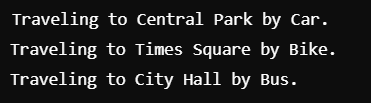 Traveling to Central Park by Car.
Traveling to Times Square by Bike.
Traveling to City Hall by Bus.